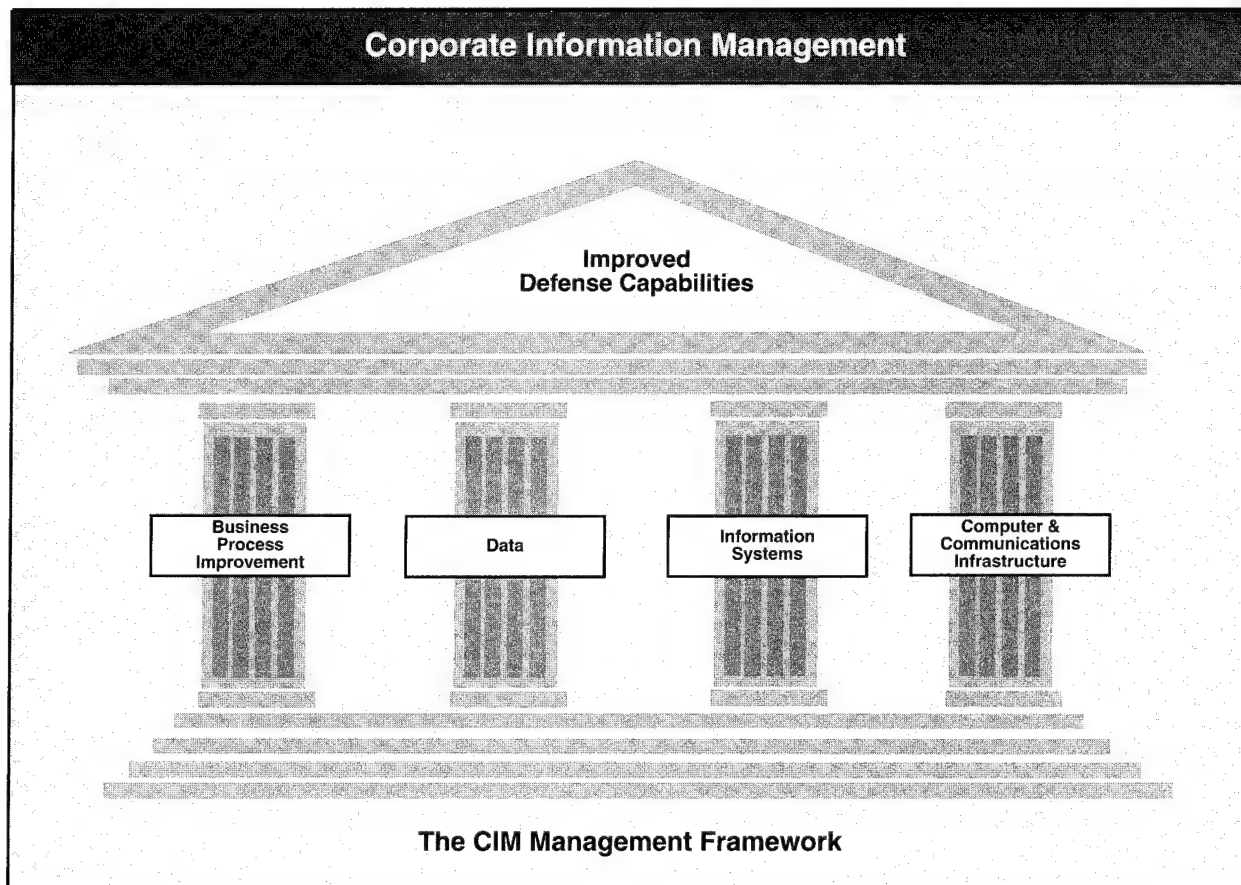 Corporate Information Management
Improved
Defense Capabilities
Business
Process
Improvement
Data
Information
Systems
Computer &
Communications
Infrastructure
The CIM Management Framework